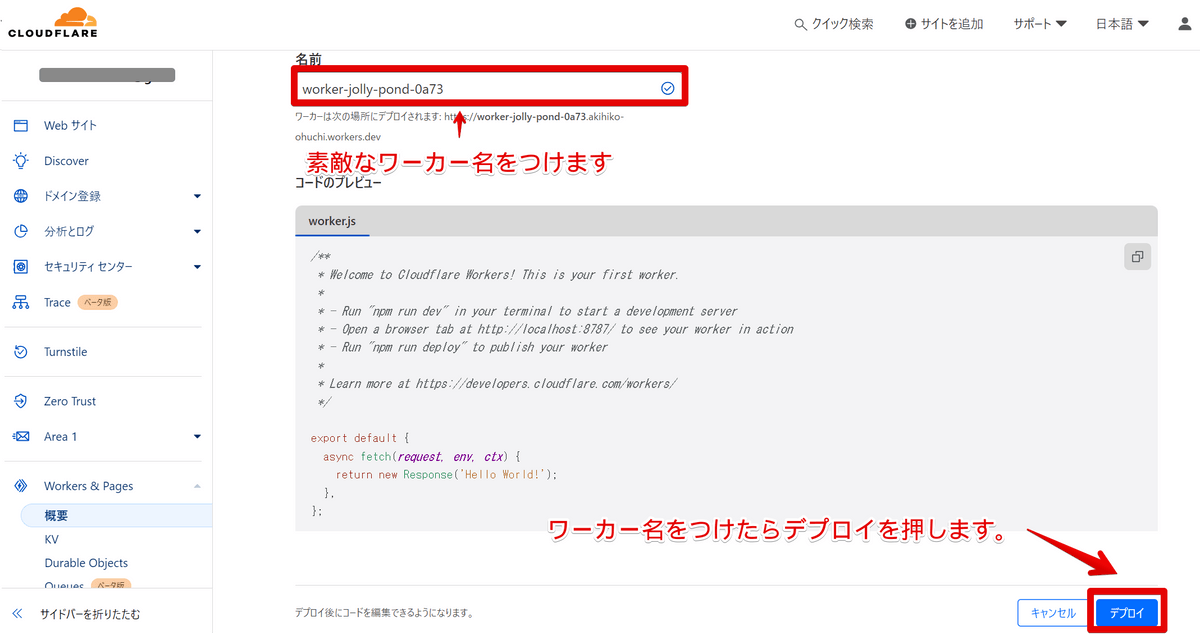 CLOUDFLARE
クイック検索
サイトを追加
サポート
日本語
Web サイト
Discover
ドメイン登録
分析とログ
セキュリティ センター
Trace ベータ版
Turnstile
Zero Trust
Area 1
Workers & Pages
概要
KV
Durable Objects
Queues ベータ版
サイドバーを折りたたむ
名前
worker-jolly-pond-0a73
ワーカーは次の場所にデプロイされます: https://worker-jolly-pond-0a73.akihiko-
ohuchi.workers.dev
素敵なワーカー名をつけます
コードのプレビュー
worker.js
/**
* Welcome to Cloudflare Workers! This is your first worker.
*
* - Run "npm run dev" in your terminal to start a development server
* - Open a browser tab at http://localhost:8787/ to see your worker in action
* - Run "npm run deploy" to publish your worker
*
* Learn more at https://developers.cloudflare.com/workers/
*/
export default {
async fetch(request, env, ctx) {
return new Response('Hello World!');
},
};
ワーカー名をつけたらデプロイを押します。
デプロイ後にコードを編集できるようになります。
キャンセル
デプロイ